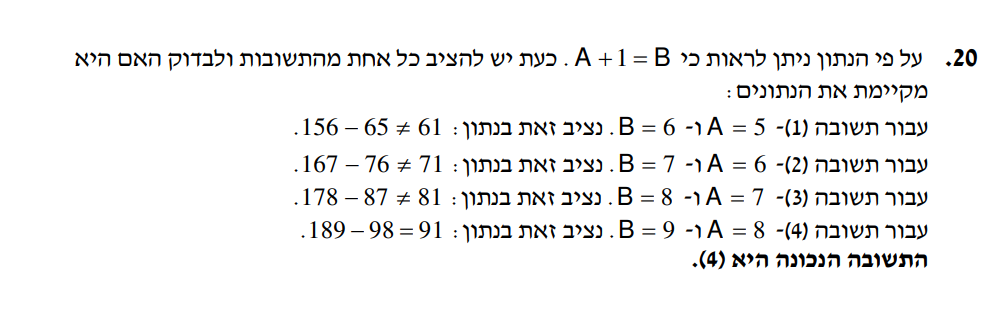 20. על פי הנתון ניתן לראות כי A + 1 = B . כעת יש להציב כל אחת מהתשובות ולבדוק האם היא
מקיימת את הנתונים:
עבור תשובה (1)- A = 5 ו- B = 6. נציב זאת בנתון: 156 – 65 ≠ 61.
עבור תשובה (2)- A = 6 ו- B = 7. נציב זאת בנתון: 167 – 76 ≠ 71.
עבור תשובה (3)- A = 7 ו- B = 8. נציב זאת בנתון: 178 – 87 ≠ 81.
עבור תשובה (4)- A = 8 ו- B = 9. נציב זאת בנתון: 189 – 98 = 91.
התשובה הנכונה היא (4).